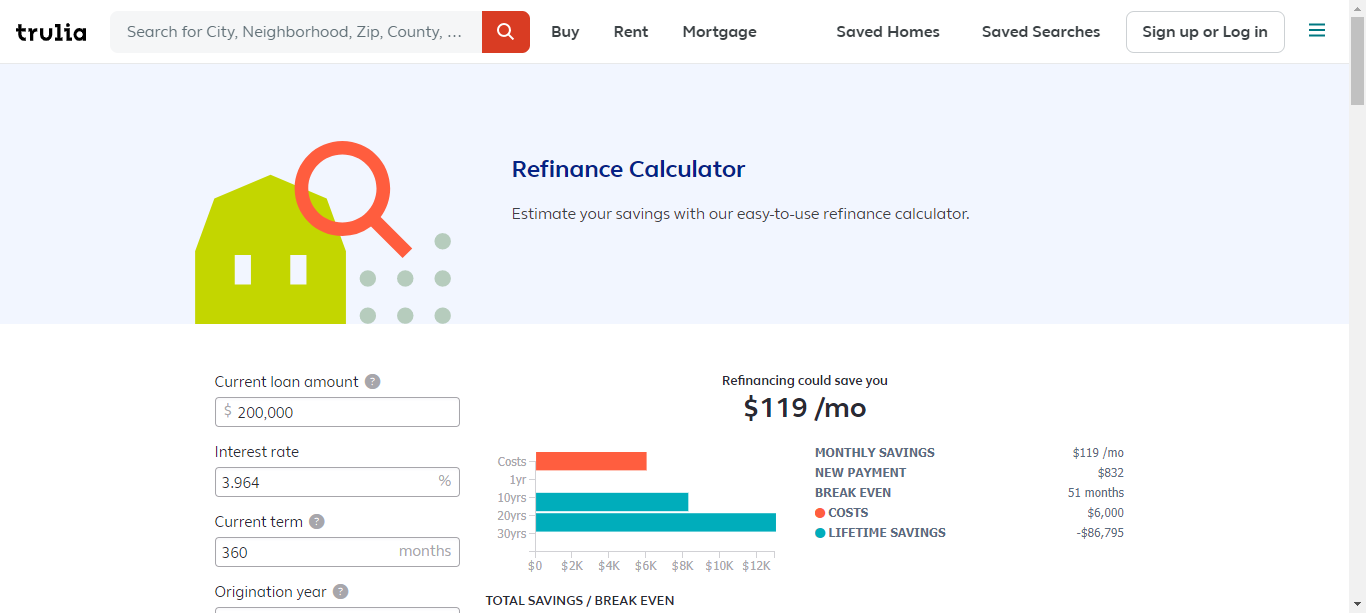 trulia
Search for City, Neighborhood, Zip, County, ...
Buy
Rent
Mortgage
Saved Homes
Saved Searches
Sign up or Log in
Refinance Calculator
Estimate your savings with our easy-to-use refinance calculator.
Current loan amount ?
$ 200,000
Interest rate
3.964 %
Current term ?
360 months
Origination year ?
Refinancing could save you
$119 /mo
Costs
1yr
10yrs
20yrs
30yrs
$0 $2K $4K $6K $8K $10K $12K
MONTHLY SAVINGS $119 /mo
NEW PAYMENT $832
BREAK EVEN 51 months
COSTS $6,000
LIFETIME SAVINGS -$86,795
TOTAL SAVINGS / BREAK EVEN